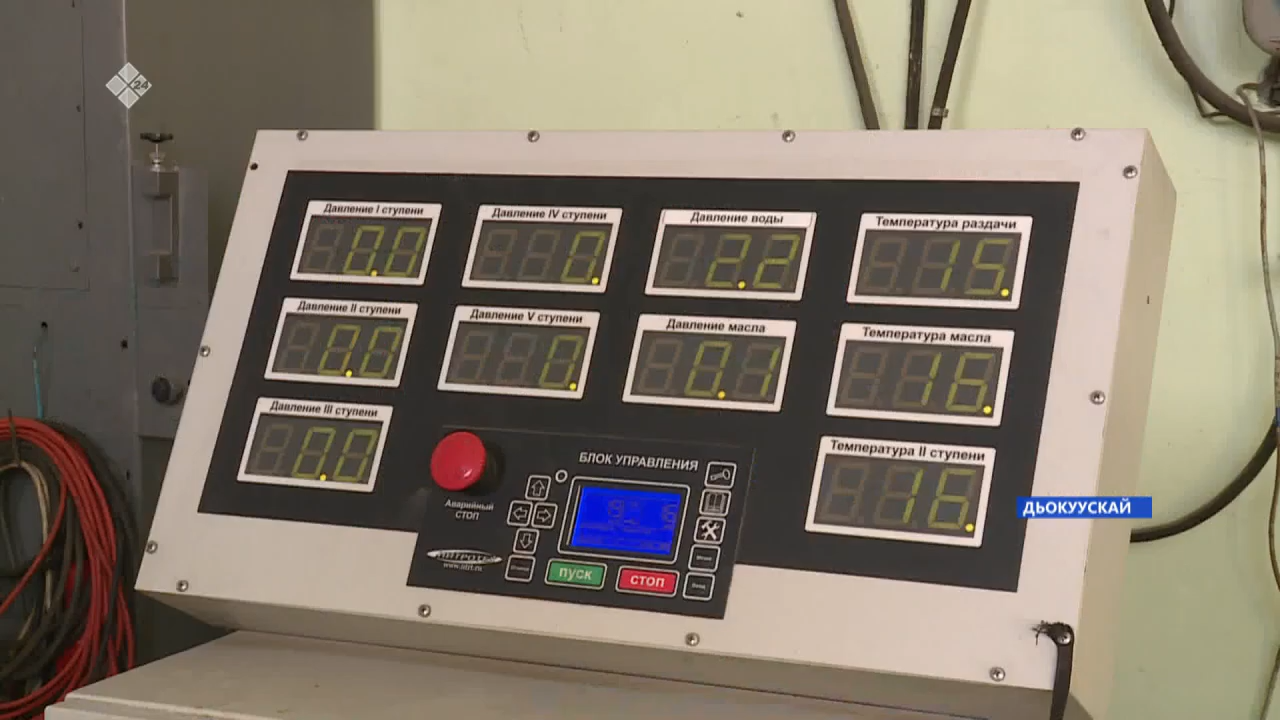 24
Давление I ступени
0.0
Давление IV ступени
0.
Давление воды
2.2
Температура раздачи
15.
Давление II ступени
0.0
Давление V ступени
0.
Давление масла
0.1
Температура масла
16.
Давление III ступени
0.0
Температура II ступени
16.
БЛОК УПРАВЛЕНИЯ
Аварийный
СТОП
ПУСК
СТОП
ДЬОКУУСКАЙ